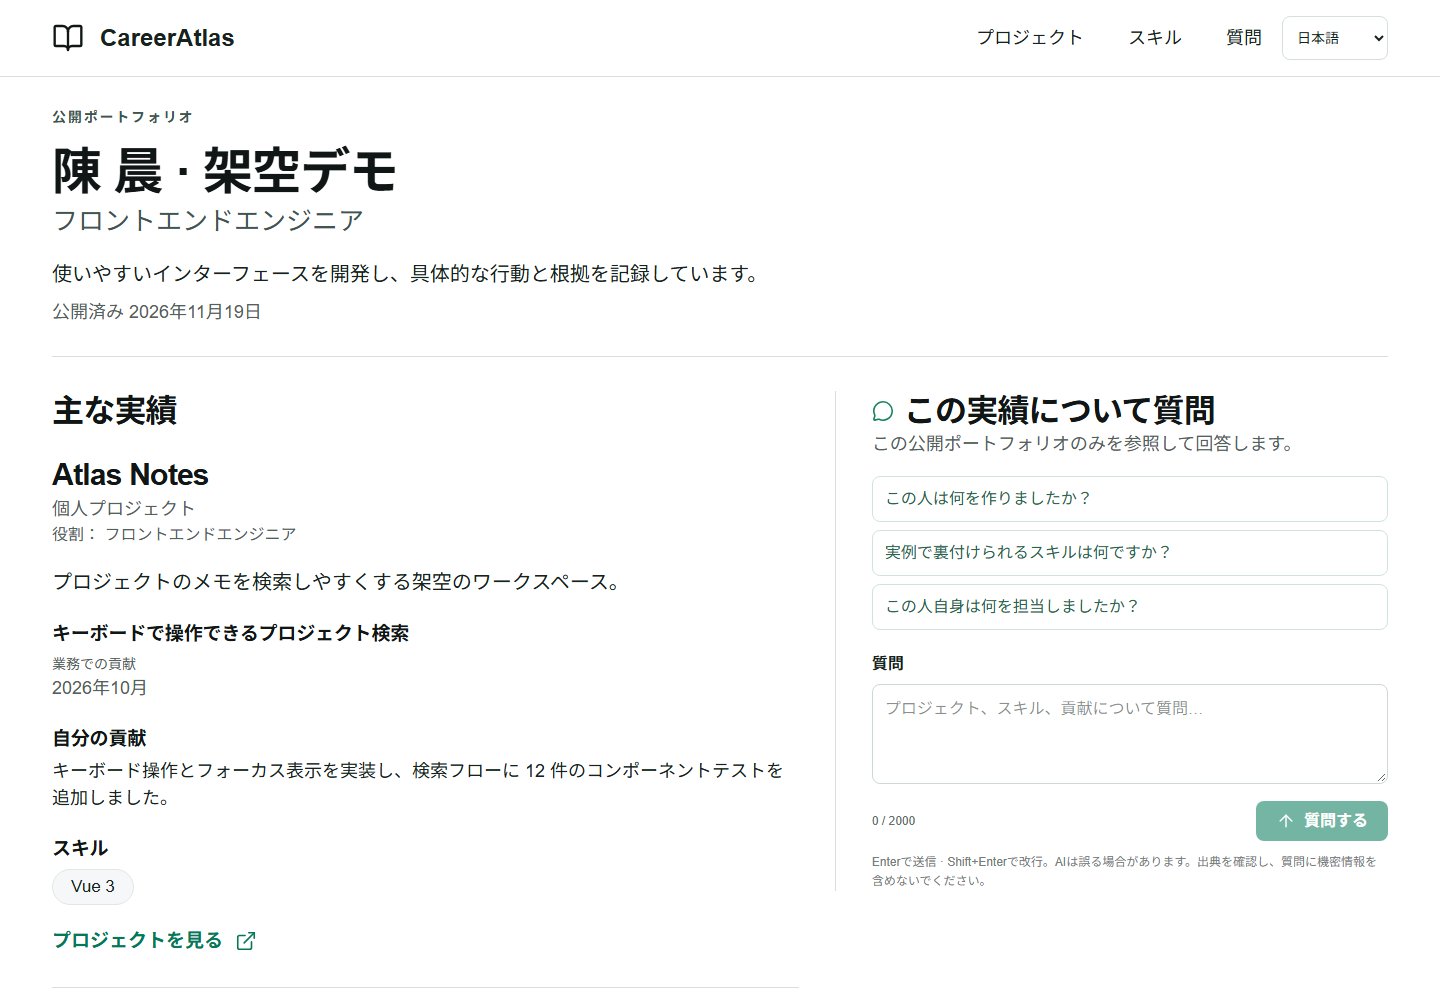 CareerAtlas
プロジェクト
スキル
質問
日本語
公開ポートフォリオ
陳 晨 · 架空デモ
フロントエンドエンジニア
使いやすいインターフェースを開発し、具体的な行動と根拠を記録しています。
公開済み 2026年11月19日
主な実績
Atlas Notes
個人プロジェクト
役割： フロントエンドエンジニア
プロジェクトのメモを検索しやすくする架空のワークスペース。
キーボードで操作できるプロジェクト検索
業務での貢献
2026年10月
自分の貢献
キーボード操作とフォーカス表示を実装し、検索フローに 12 件のコンポーネントテストを
追加しました。
スキル
Vue 3
プロジェクトを見る
この実績について質問
この公開ポートフォリオのみを参照して回答します。
この人は何を作りましたか？
実例で裏付けられるスキルは何ですか？
この人自身は何を担当しましたか？
質問
プロジェクト、スキル、貢献について質問...
0 / 2000
質問する
Enterで送信 · Shift+Enterで改行。AIは誤る場合があります。出典を確認し、質問に機密情報を
含めないでください。